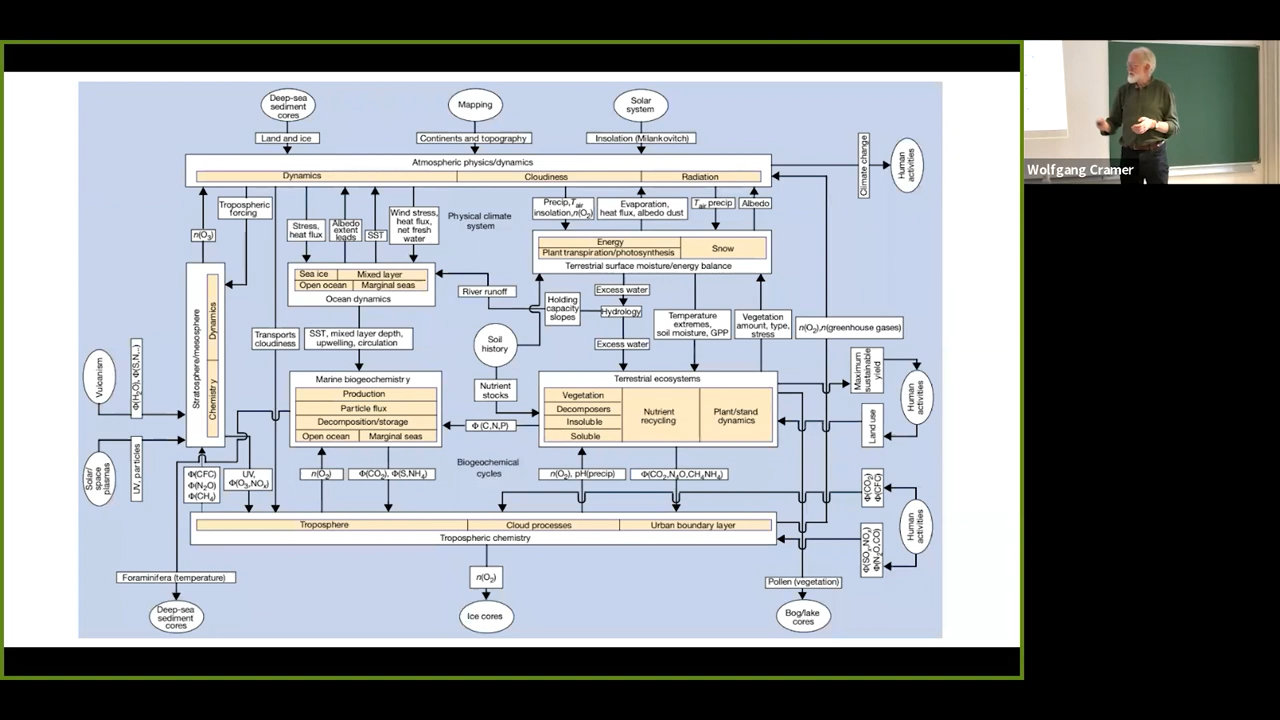 Deep-sea
sediment
cores
Mapping
Solar
system
Land and ice
Continents and topography
Insolation (Milankovitch)
Atmospheric physics/dynamics
Dynamics
Cloudiness
Radiation
Climate change
Human
activities
Wolfgang Cramer
Tropospheric
forcing
n(O3)
Stress,
heat flux
Albedo
extent
leads
SST
Wind stress,
heat flux,
net fresh
water
Physical climate
system
Precip,Tair
insolation,n(O2)
Evaporation,
heat flux, albedo dust
Tair precip
Albedo
Energy
Plant transpiration/photosynthesis
Snow
Terrestrial surface moisture/energy balance
Sea ice
Mixed layer
Open ocean
Marginal seas
Ocean dynamics
River runoff
Holding
capacity
slopes
Excess water
Hydrology
Excess water
Temperature
extremes,
soil moisture, GPP
Vegetation
amount, type,
stress
n(O2),n(greenhouse gases)
Stratosphere/mesosphere
Dynamics
Chemistry
Transports
cloudiness
SST, mixed layer depth,
upwelling, circulation
Soil
history
Nutrient
stocks
Vulcanism
Φ(H2O), Φ(S,N...)
Solar/
space
plasmas
UV, particles
Marine biogeochemistry
Production
Particle flux
Decomposition/storage
Open ocean
Marginal seas
Φ (C,N,P)
Terrestrial ecosystems
Vegetation
Decomposers
Insoluble
Soluble
Nutrient
recycling
Plant/stand
dynamics
Maximum
sustainable
yield
Land use
Human
activities
Biogeochemical
cycles
Φ(CFC)
Φ(N2O)
Φ(CH4)
UV,
Φ(O3,NOx)
n(O2)
Φ(CO2), Φ(S,NH4)
n(O2), pH(precip)
Φ(CO2,N2O,CH4NH4)
Φ(CO2)
Φ(CFC)
Φ(SOx,NOx)
Φ(N2O,CO)
Human
activities
Troposphere
Cloud processes
Urban boundary layer
Tropospheric chemistry
Foraminifera (temperature)
n(O2)
Pollen (vegetation)
Deep-sea
sediment
cores
Ice cores
Bog/lake
cores